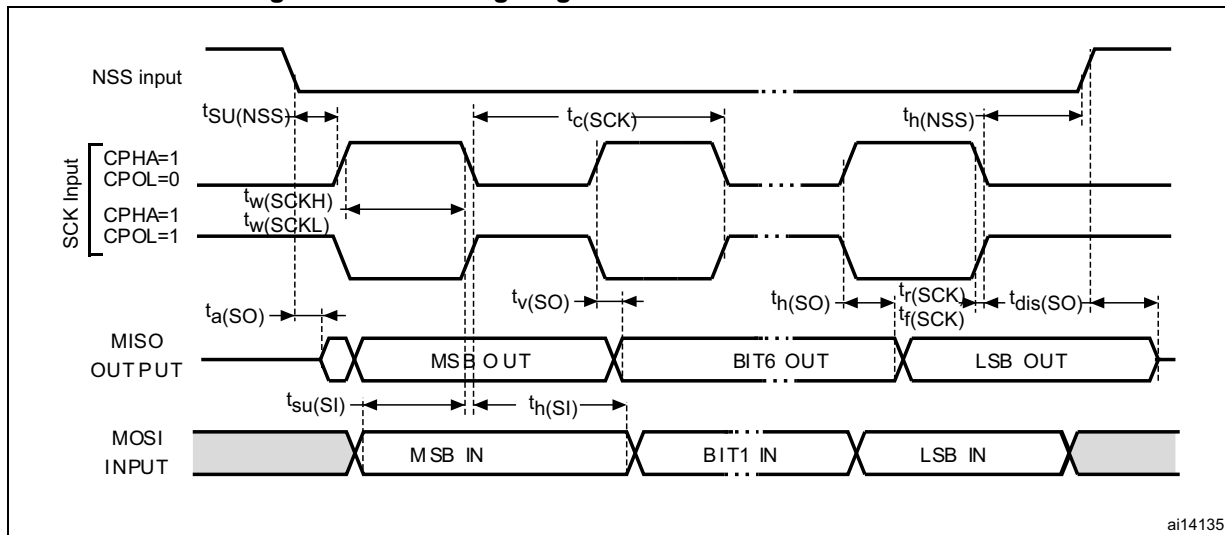 NSS input
tSU(NSS)
tc(SCK)
th(NSS)
SCK Input
CPHA=1
CPOL=0
tw(SCKH)
CPHA=1
tw(SCKL)
CPOL=1
ta(SO)
tv(SO)
th(SO)
tr(SCK)
tf(SCK)
tdis(SO)
MISO
OUTPUT
MSB OUT
BIT6 OUT
LSB OUT
tsu(SI)
th(SI)
MOSI
INPUT
MSB IN
BIT1 IN
LSB IN
ai14135